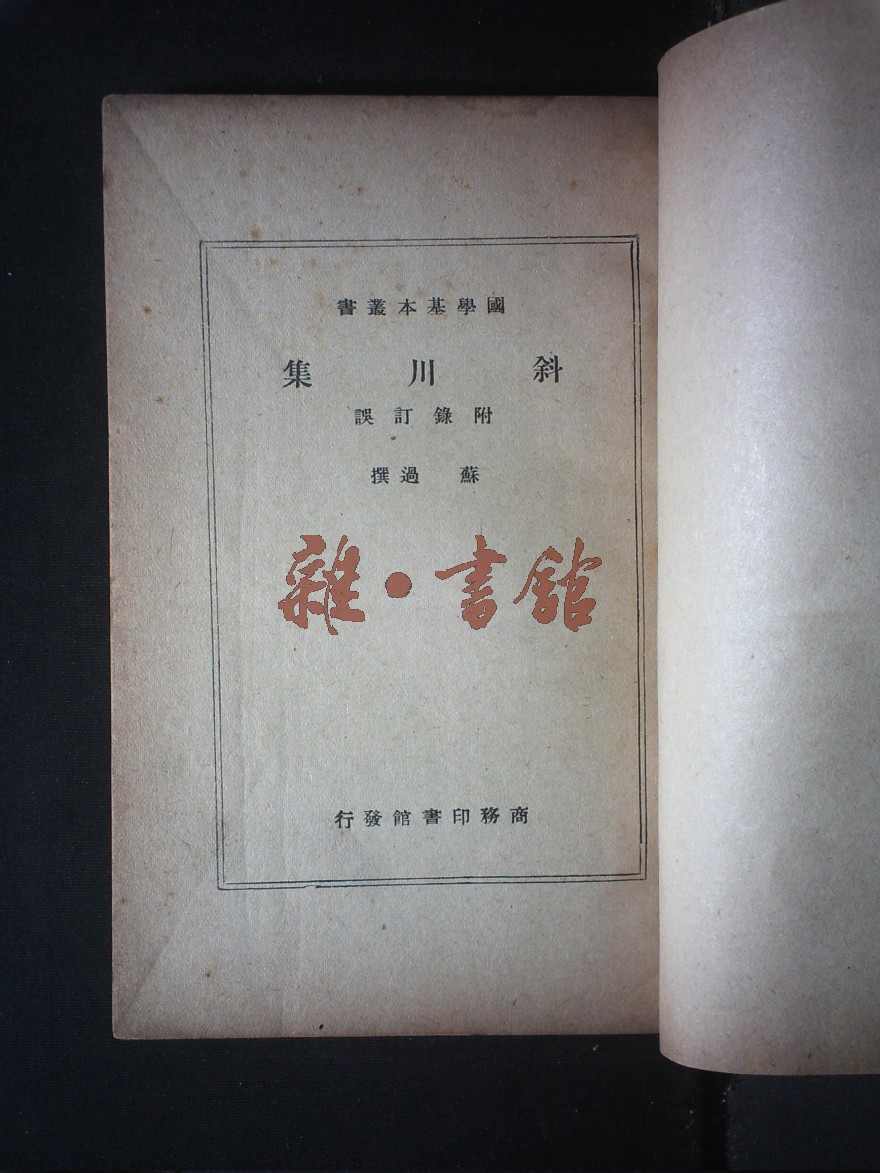 國學基本叢書
斜川集
附錄訂誤
蘇過撰
雜·書館
商務印書館發行